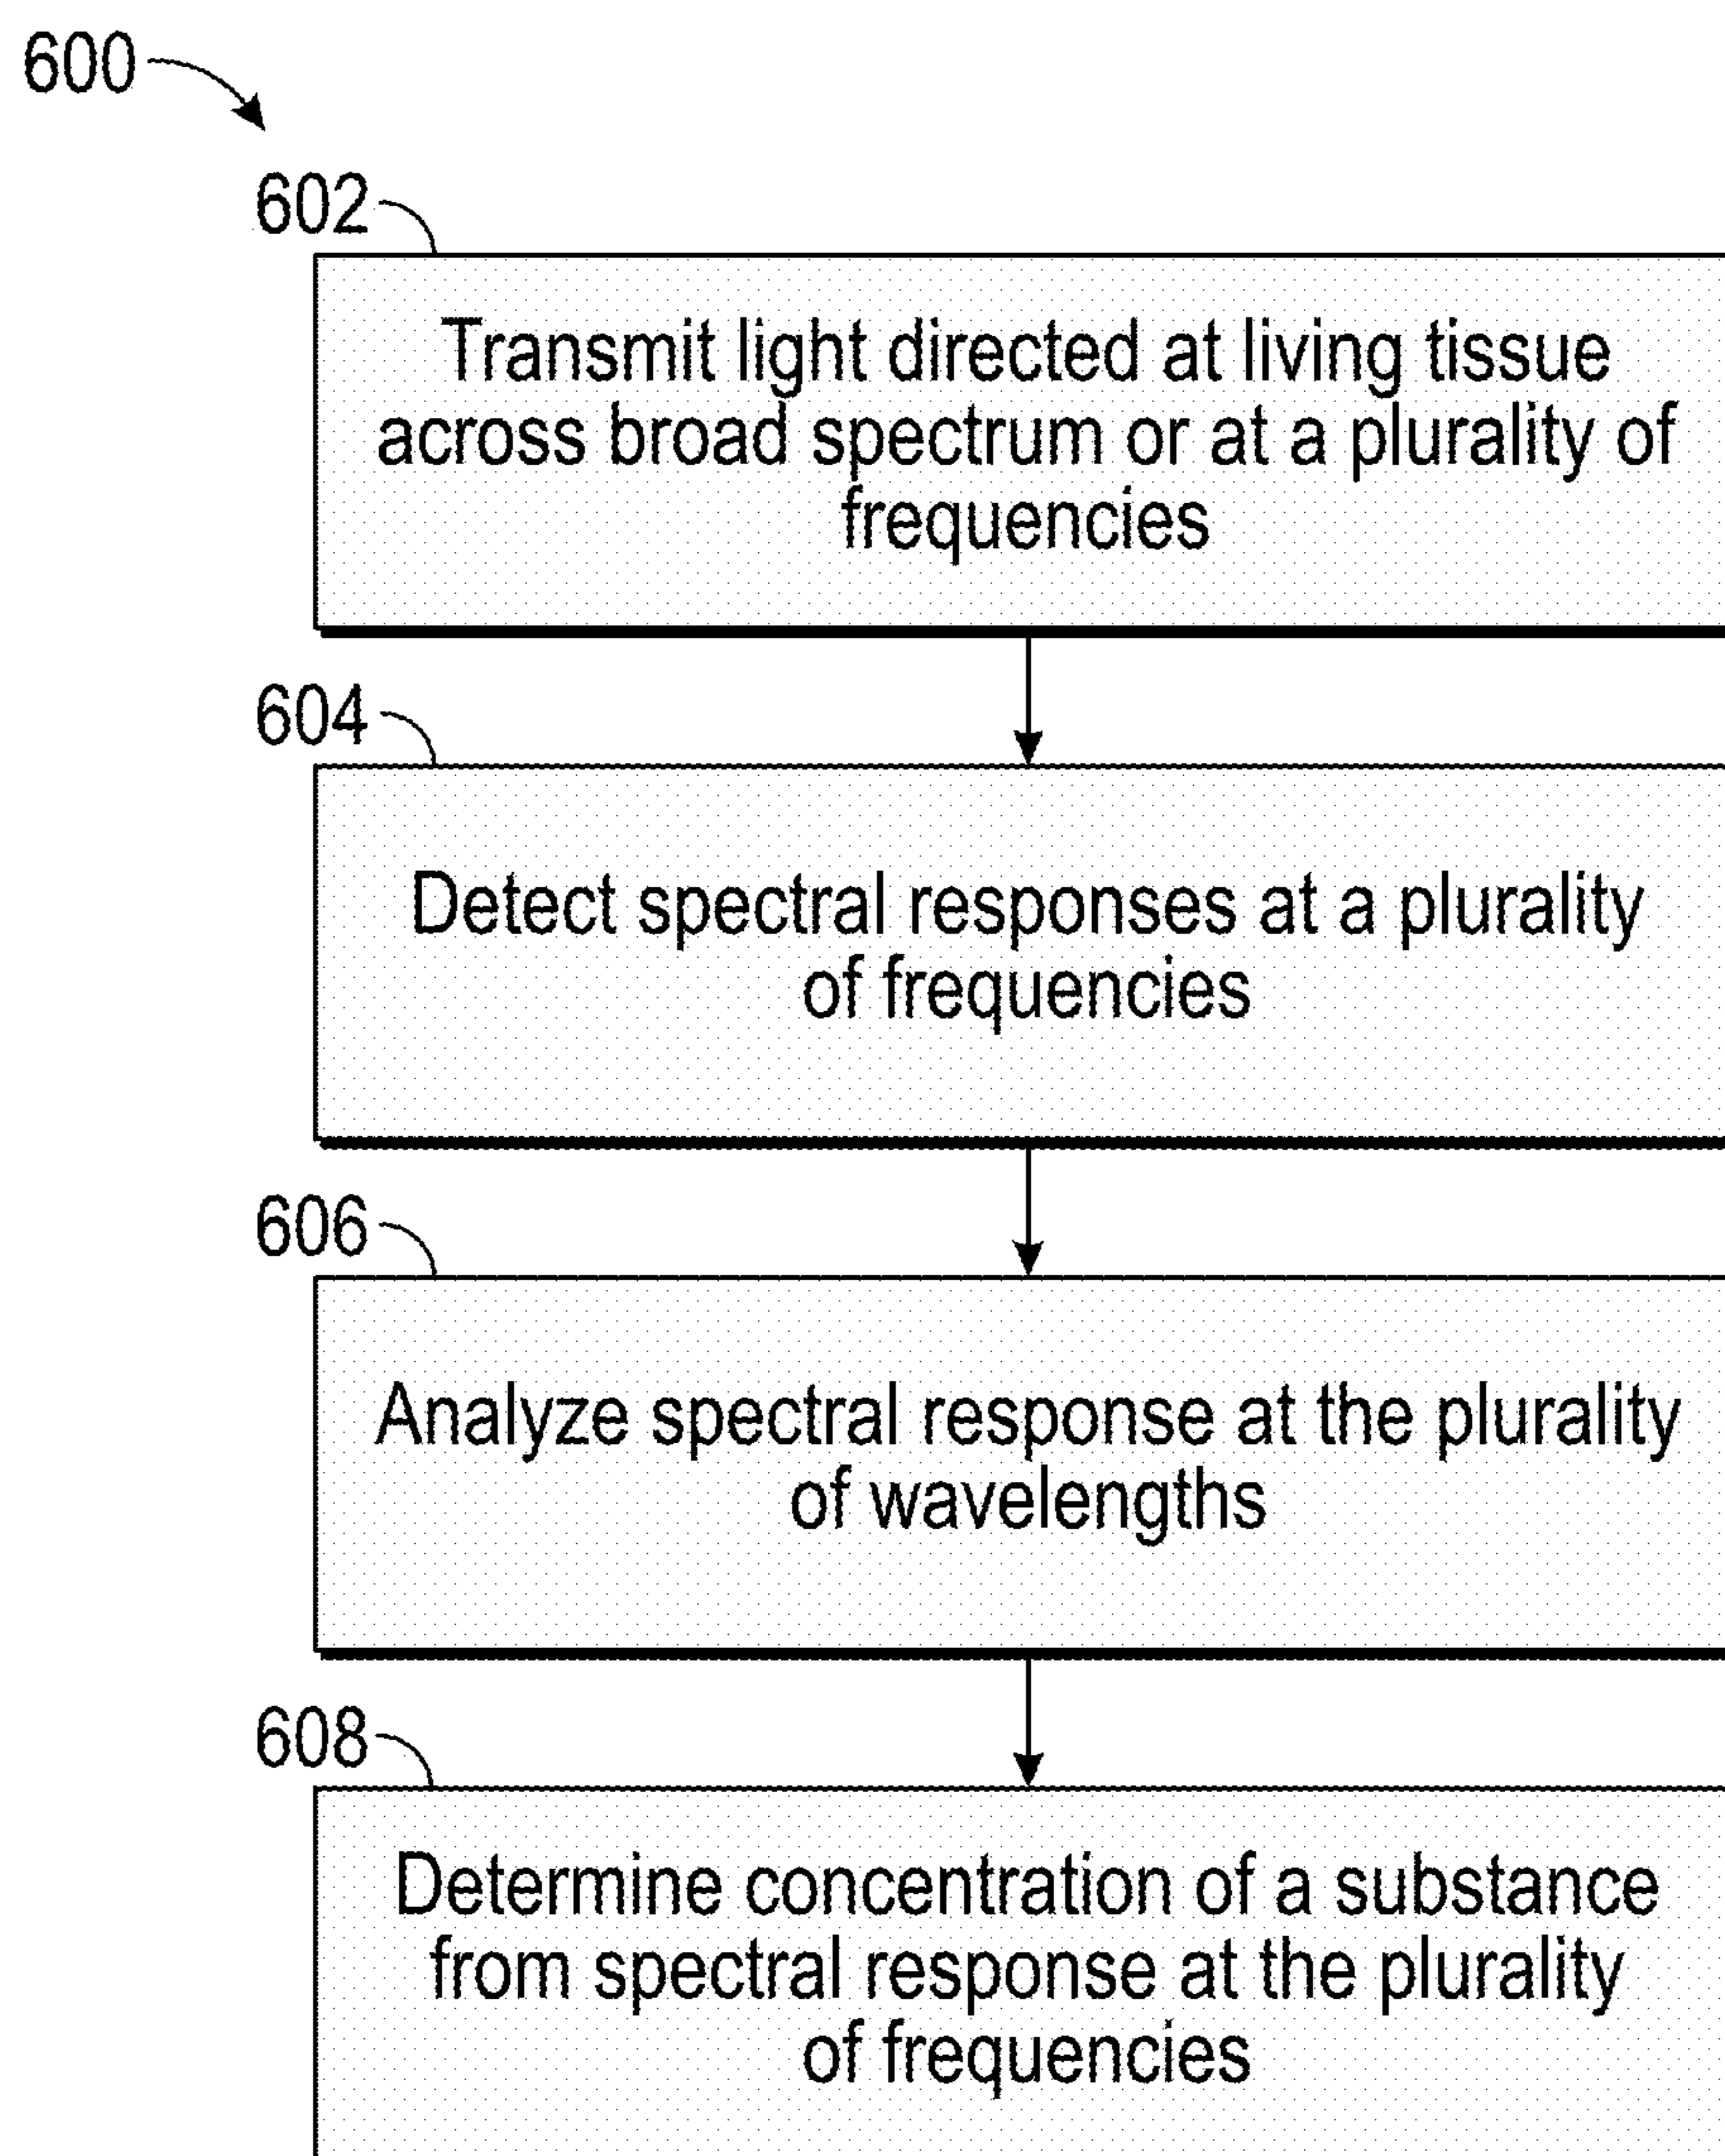 600
602
Transmit light directed at living tissue
across broad spectrum or at a plurality of
frequencies
604
Detect spectral responses at a plurality
of frequencies
606
Analyze spectral response at the plurality
of wavelengths
608
Determine concentration of a substance
from spectral response at the plurality
of frequencies